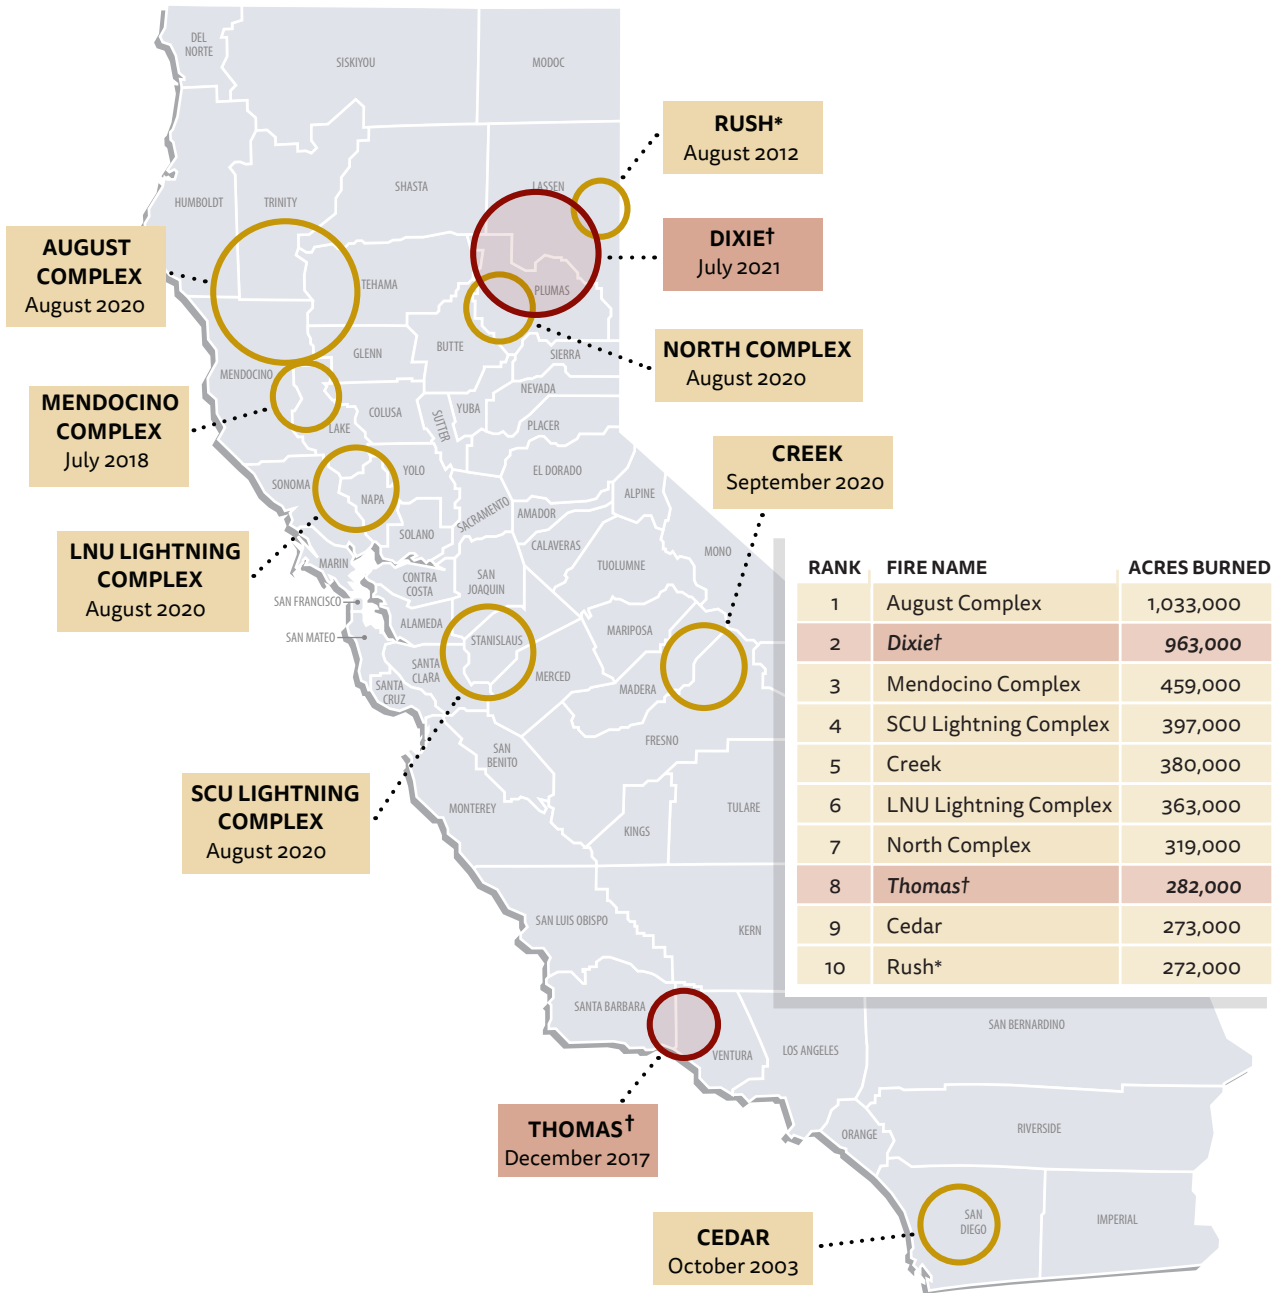 DEL
NORTE
SISKIYOU
MODOC
RUSH*
August 2012
HUMBOLDT
TRINITY
SHASTA
LASSEN
AUGUST
COMPLEX
August 2020
DIXIE†
July 2021
TEHAMA
PLUMAS
GLENN
BUTTE
SIERRA
NORTH COMPLEX
August 2020
MENDOCINO
MENDOCINO
COMPLEX
July 2018
LAKE
COLUSA
SUTTER
YUBA
NEVADA
PLACER
CREEK
September 2020
SONOMA
NAPA
YOLO
SACRAMENTO
EL DORADO
ALPINE
AMADOR
SOLANO
CALAVERAS
MONO
LNU LIGHTNING
COMPLEX
August 2020
MARIN
CONTRA
COSTA
SAN
JOAQUIN
TUOLUMNE
SAN FRANCISCO
ALAMEDA
STANISLAUS
MARIPOSA
SAN MATEO
SANTA
CLARA
MERCED
SANTA
CRUZ
MADERA
FRESNO
SAN
BENITO
SCU LIGHTNING
COMPLEX
August 2020
MONTEREY
KINGS
TULARE
RANK FIRE NAME ACRES BURNED
1 August Complex 1,033,000
2 Dixie† 963,000
3 Mendocino Complex 459,000
4 SCU Lightning Complex 397,000
5 Creek 380,000
6 LNU Lightning Complex 363,000
7 North Complex 319,000
8 Thomas† 282,000
9 Cedar 273,000
10 Rush* 272,000
SAN LUIS OBISPO
KERN
SANTA BARBARA
VENTURA
LOS ANGELES
SAN BERNARDINO
THOMAS†
December 2017
ORANGE
RIVERSIDE
CEDAR
October 2003
SAN
DIEGO
IMPERIAL